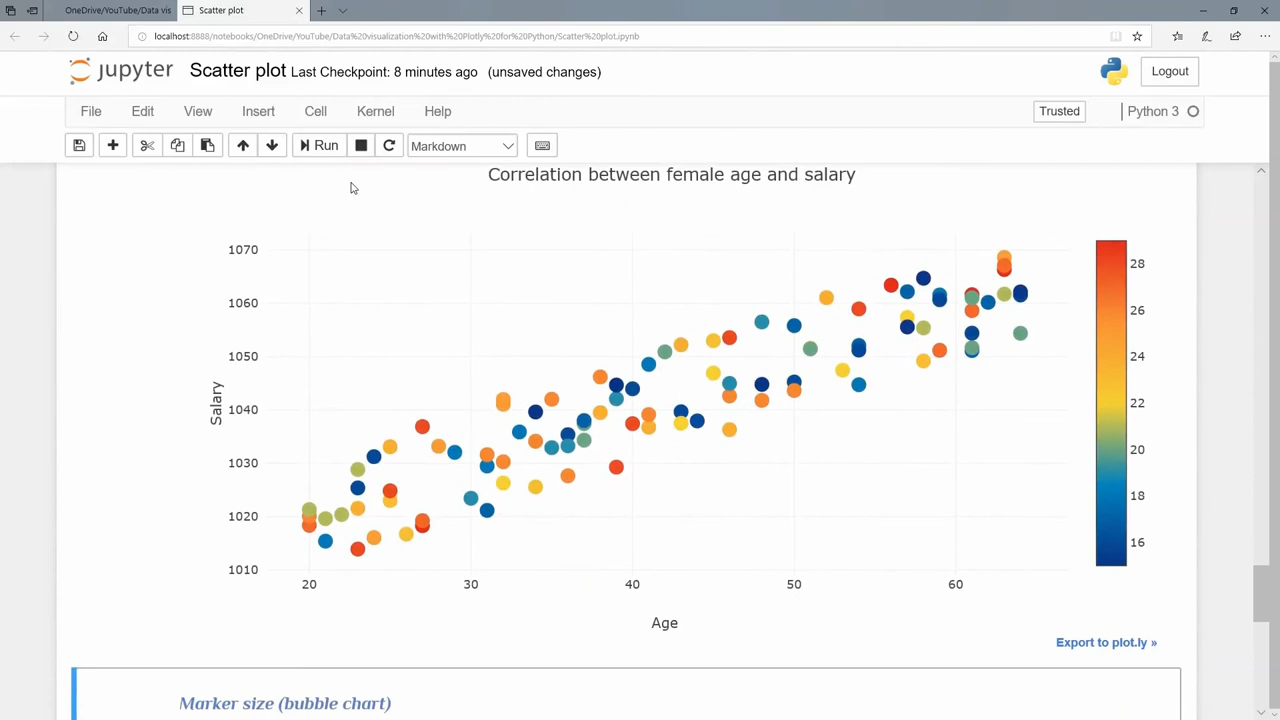 OneDrive/YouTube/Data vis
Scatter plot
localhost:8888/notebooks/OneDrive/YouTube/Data%20visualization%20with%20Plotly%20for%20Python/Scatter%20plot.ipynb
jupyter Scatter plot Last Checkpoint: 8 minutes ago (unsaved changes)
Logout
File Edit View Insert Cell Kernel Help
Trusted
Python 3
Run
Markdown
Correlation between female age and salary
1070
1060
1050
1040
1030
1020
1010
Salary
20 30 40 50 60
Age
28
26
24
22
20
18
16
Export to plot.ly »
Marker size (bubble chart)